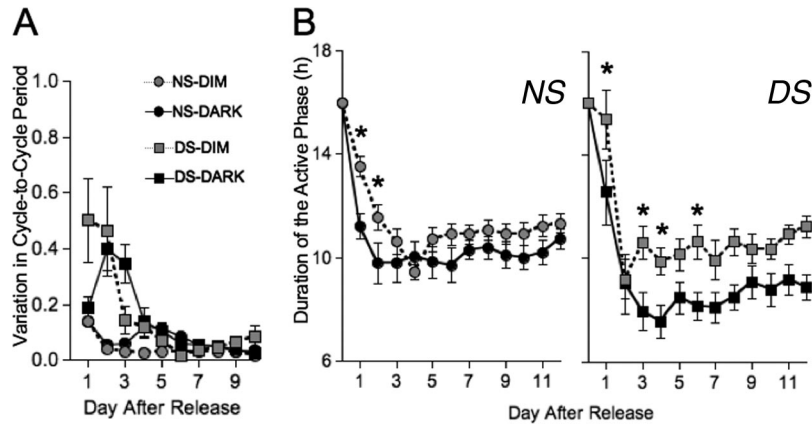 A
B
Variation in Cycle-to-Cycle Period
1.0
0.8
0.6
0.4
0.2
0.0
NS-DIM
NS-DARK
DS-DIM
DS-DARK
1 3 5 7 9
Day After Release
Duration of the Active Phase (h)
18
14
10
6
NS
* *
1 3 5 7 9 11
DS
* * * *
1 3 5 7 9 11
Day After Release